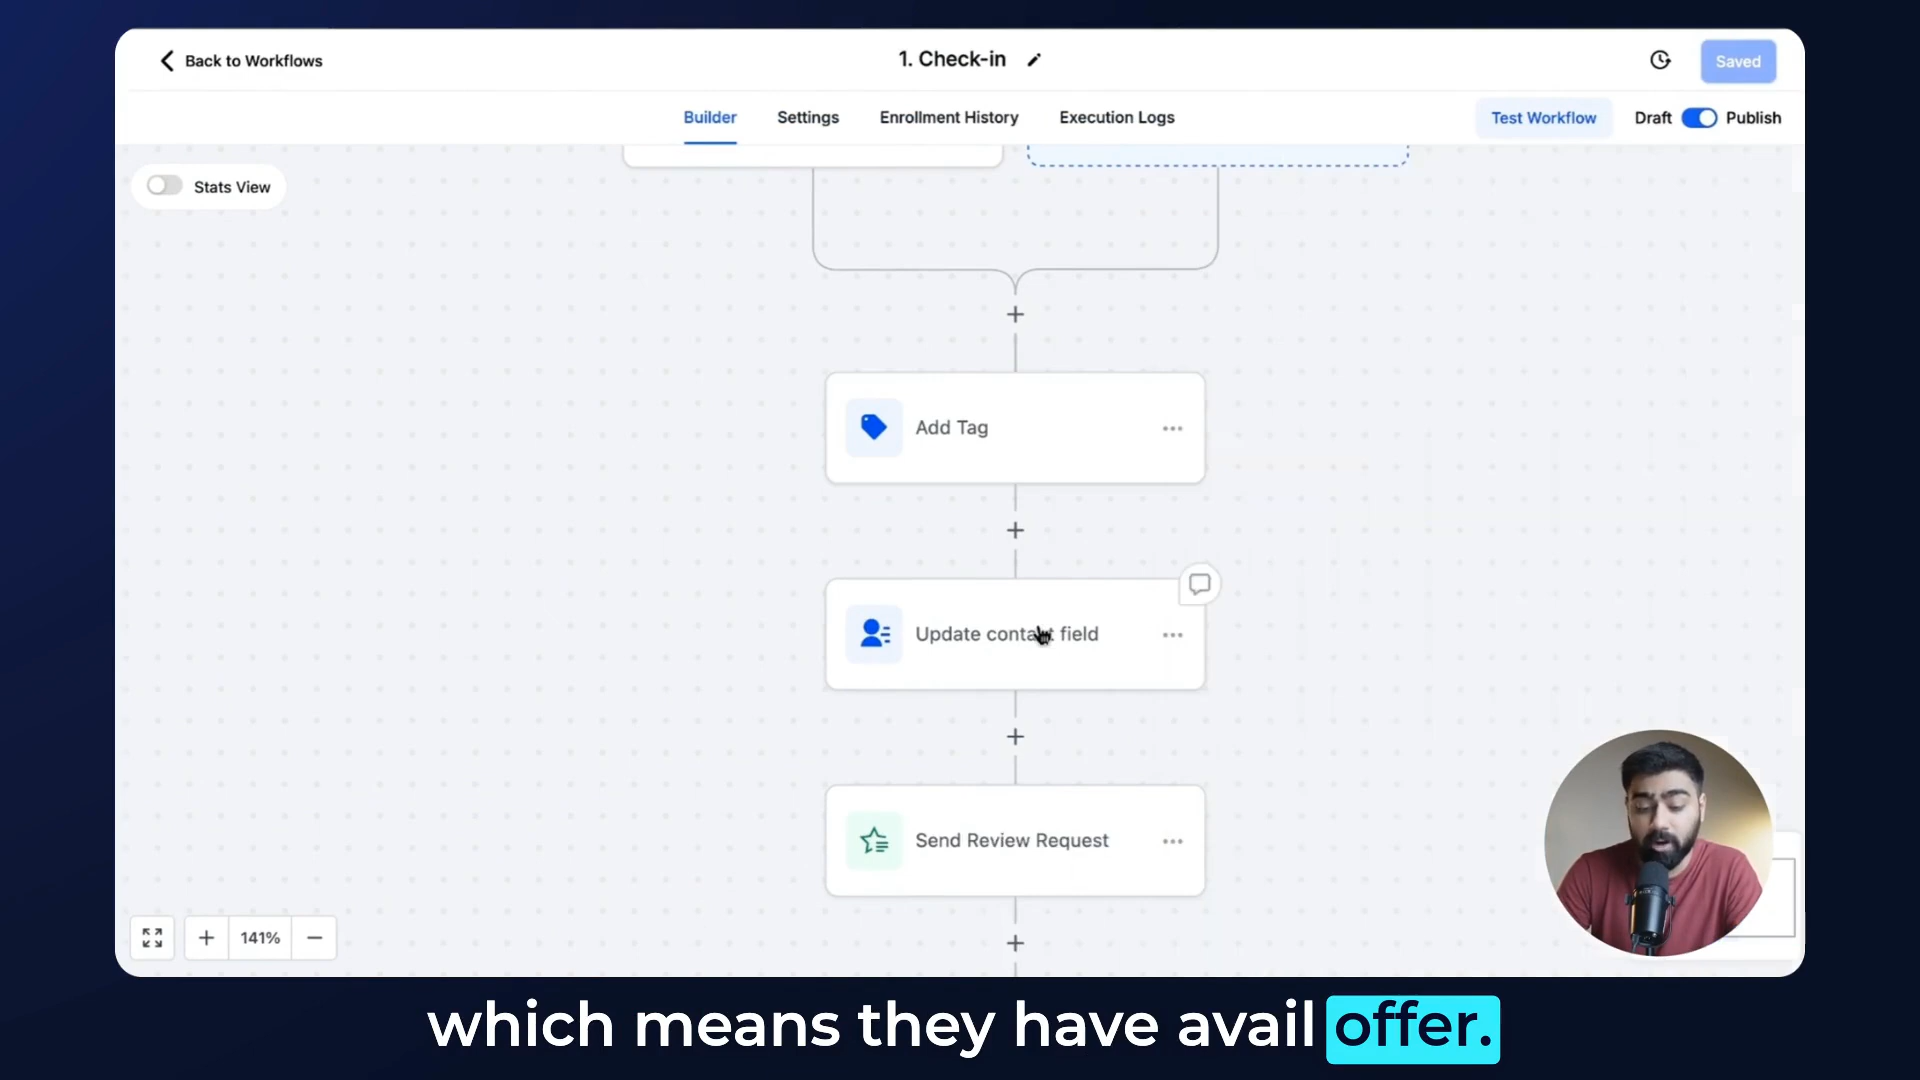 Back to Workflows
1. Check-in
Saved
Builder
Settings
Enrollment History
Execution Logs
Test Workflow
Draft
Publish
Stats View
Add Tag
Update contact field
Send Review Request
141%
which means they have avail offer.